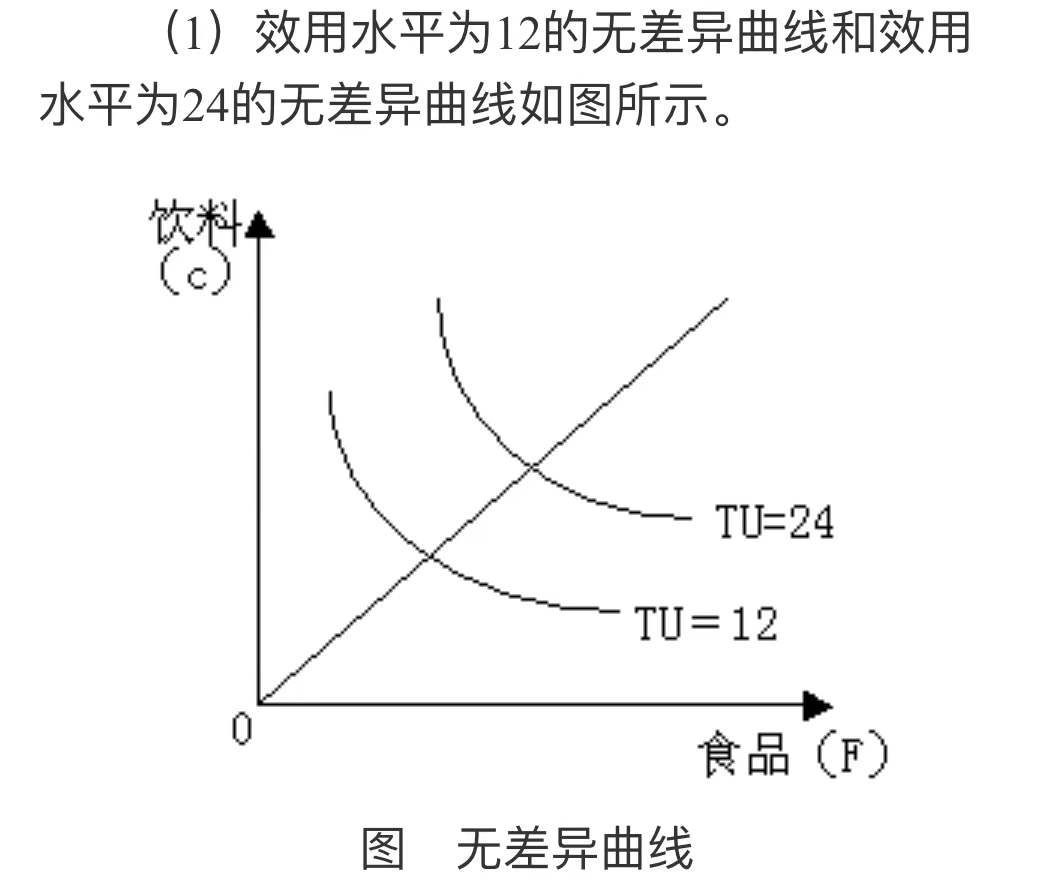 （1）效用水平为12的无差异曲线和效用
水平为24的无差异曲线如图所示。
饮料
（c）
TU=24
TU＝12
0
食品（F）
图　无差异曲线